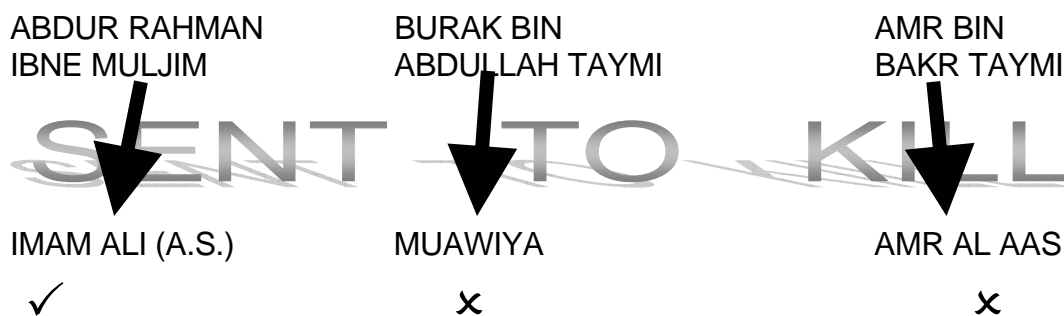 ABDUR RAHMAN
IBNE MULJIM
BURAK BIN
ABDULLAH TAYMI
AMR BIN
BAKR TAYMI
SENT TO KILL
IMAM ALI (A.S.)
MUAWIYA
AMR AL AAS
✓
✗
✗